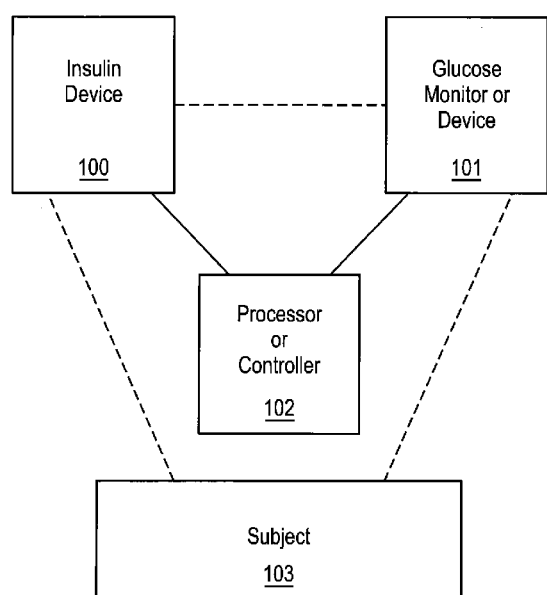 Insulin
Device
100
Glucose
Monitor or
Device
101
Processor
or
Controller
102
Subject
103